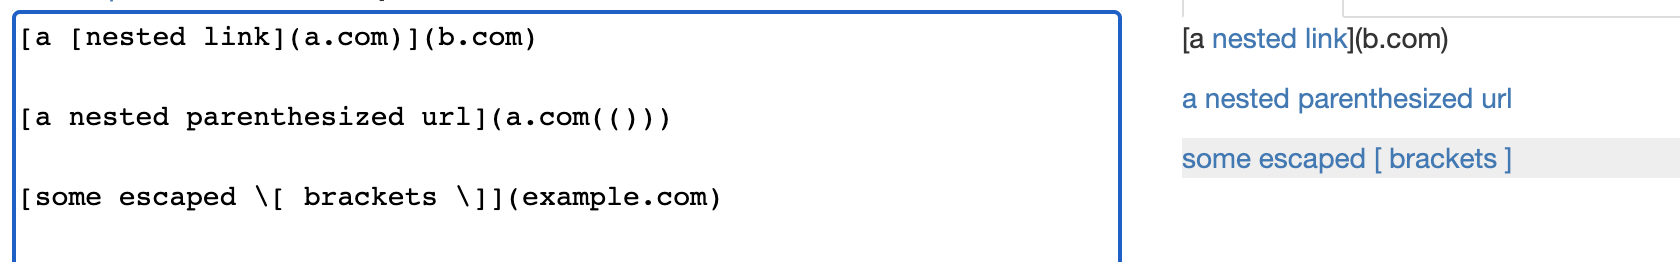 [a [nested link](a.com)](b.com)
[a nested parenthesized url](a.com(()))
[some escaped \[ brackets \]](example.com)
[a nested link](b.com)
a nested parenthesized url
some escaped [ brackets ]